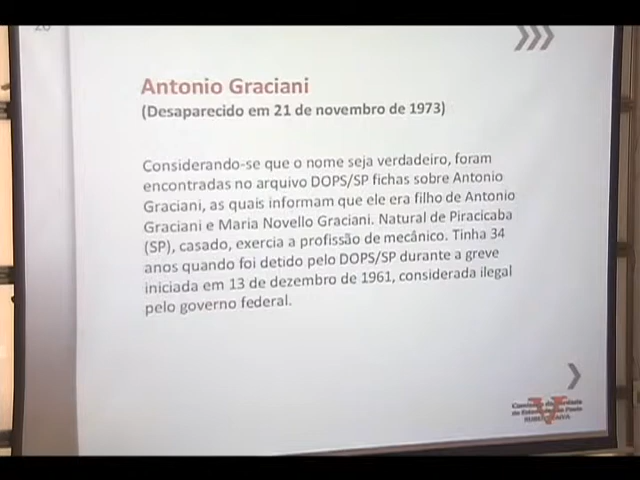 Antonio Graciani
(Desaparecido em 21 de novembro de 1973)
Considerando-se que o nome seja verdadeiro, foram
encontradas no arquivo DOPS/SP fichas sobre Antonio
Graciani, as quais informam que ele era filho de Antonio
Graciani e Maria Novello Graciani. Natural de Piracicaba
(SP), casado, exercia a profissão de mecânico. Tinha 34
anos quando foi detido pelo DOPS/SP durante a greve
iniciada em 13 de dezembro de 1961, considerada ilegal
pelo governo federal.